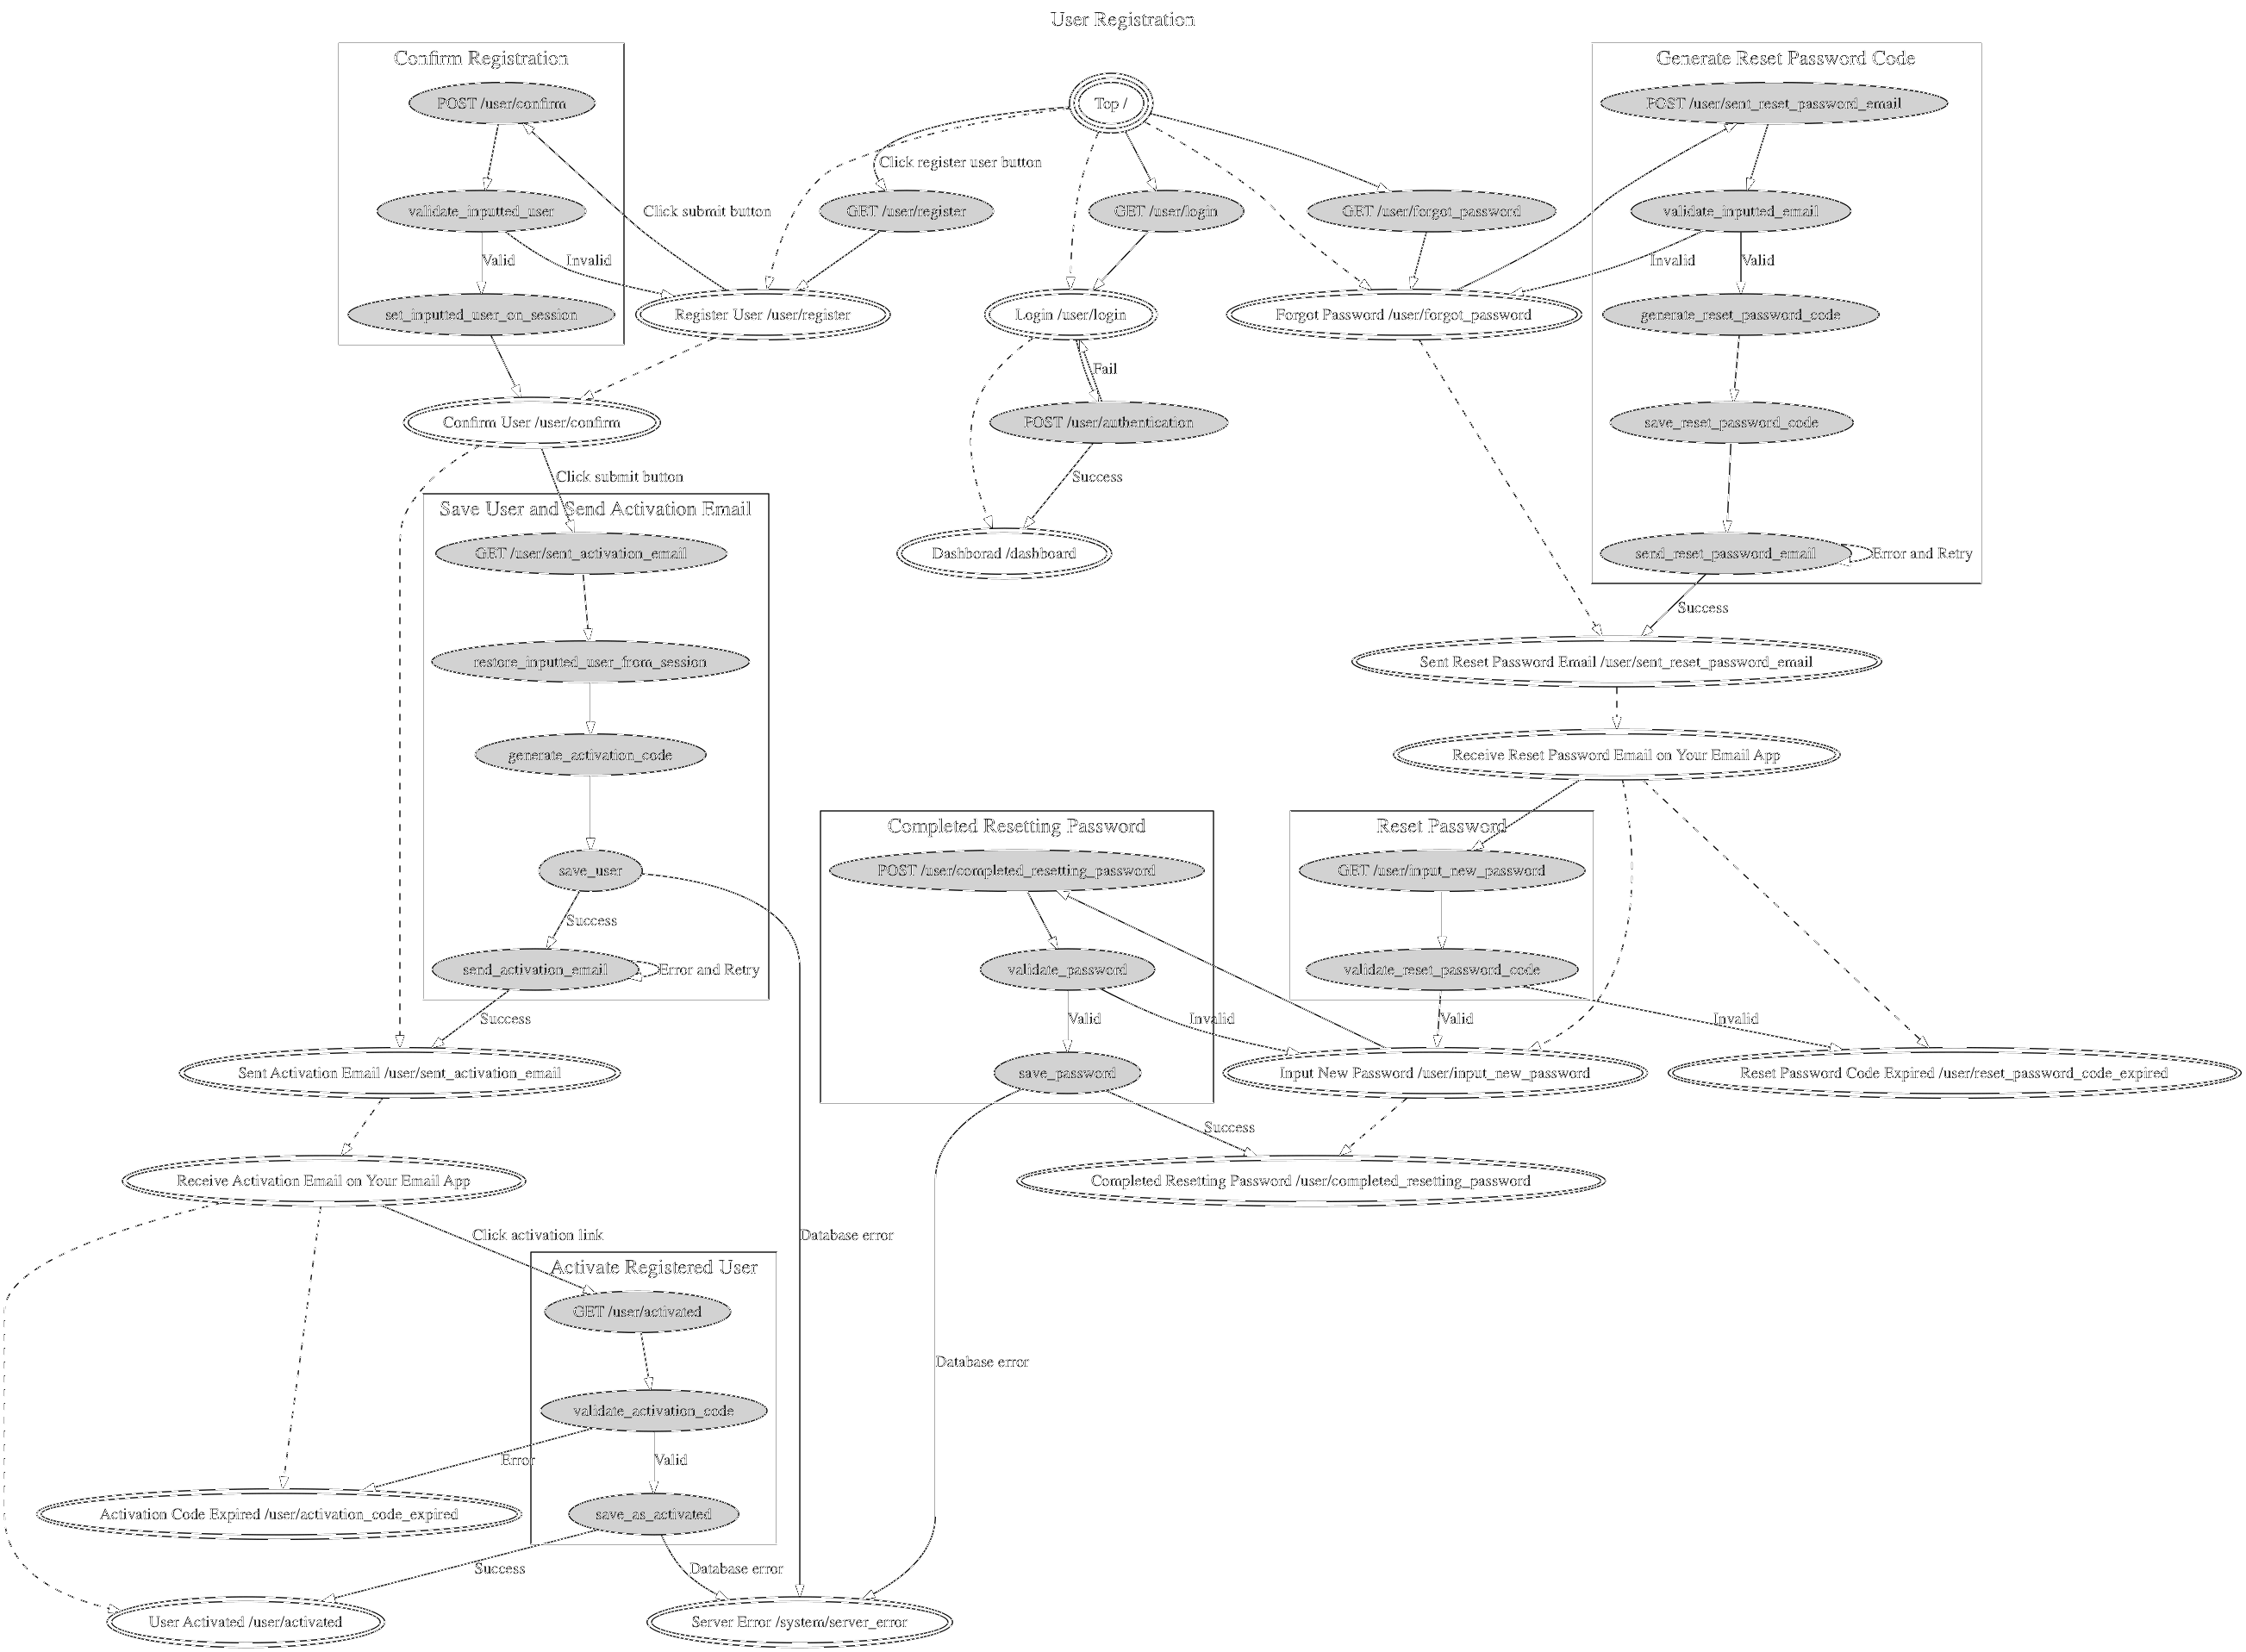 User Registration
Confirm Registration
Generate Reset Password Code
POST /user/confirm
Top /
POST /user/sent_reset_password_email
Click register user button
validate_inputted_user
Click submit button
GET /user/register
GET /user/login
GET /user/forgot_password
validate_inputted_email
Valid
Invalid
Invalid
Valid
set_inputted_user_on_session
Register User /user/register
Login /user/login
Forgot Password /user/forgot_password
generate_reset_password_code
Fail
Confirm User /user/confirm
POST /user/authentication
save_reset_password_code
Click submit button
Success
Save User and Send Activation Email
GET /user/sent_activation_email
Dashborad /dashboard
send_reset_password_email
Error and Retry
Success
restore_inputted_user_from_session
Sent Reset Password Email /user/sent_reset_password_email
generate_activation_code
Receive Reset Password Email on Your Email App
Completed Resetting Password
Reset Password
save_user
POST /user/completed_resetting_password
GET /user/input_new_password
Success
send_activation_email
Error and Retry
validate_password
validate_reset_password_code
Success
Valid
Invalid
Valid
Invalid
Sent Activation Email /user/sent_activation_email
save_password
Input New Password /user/input_new_password
Reset Password Code Expired /user/reset_password_code_expired
Success
Receive Activation Email on Your Email App
Completed Resetting Password /user/completed_resetting_password
Click activation link
Database error
Activate Registered User
GET /user/activated
Database error
validate_activation_code
Error
Valid
Activation Code Expired /user/activation_code_expired
save_as_activated
Success
Database error
User Activated /user/activated
Server Error /system/server_error